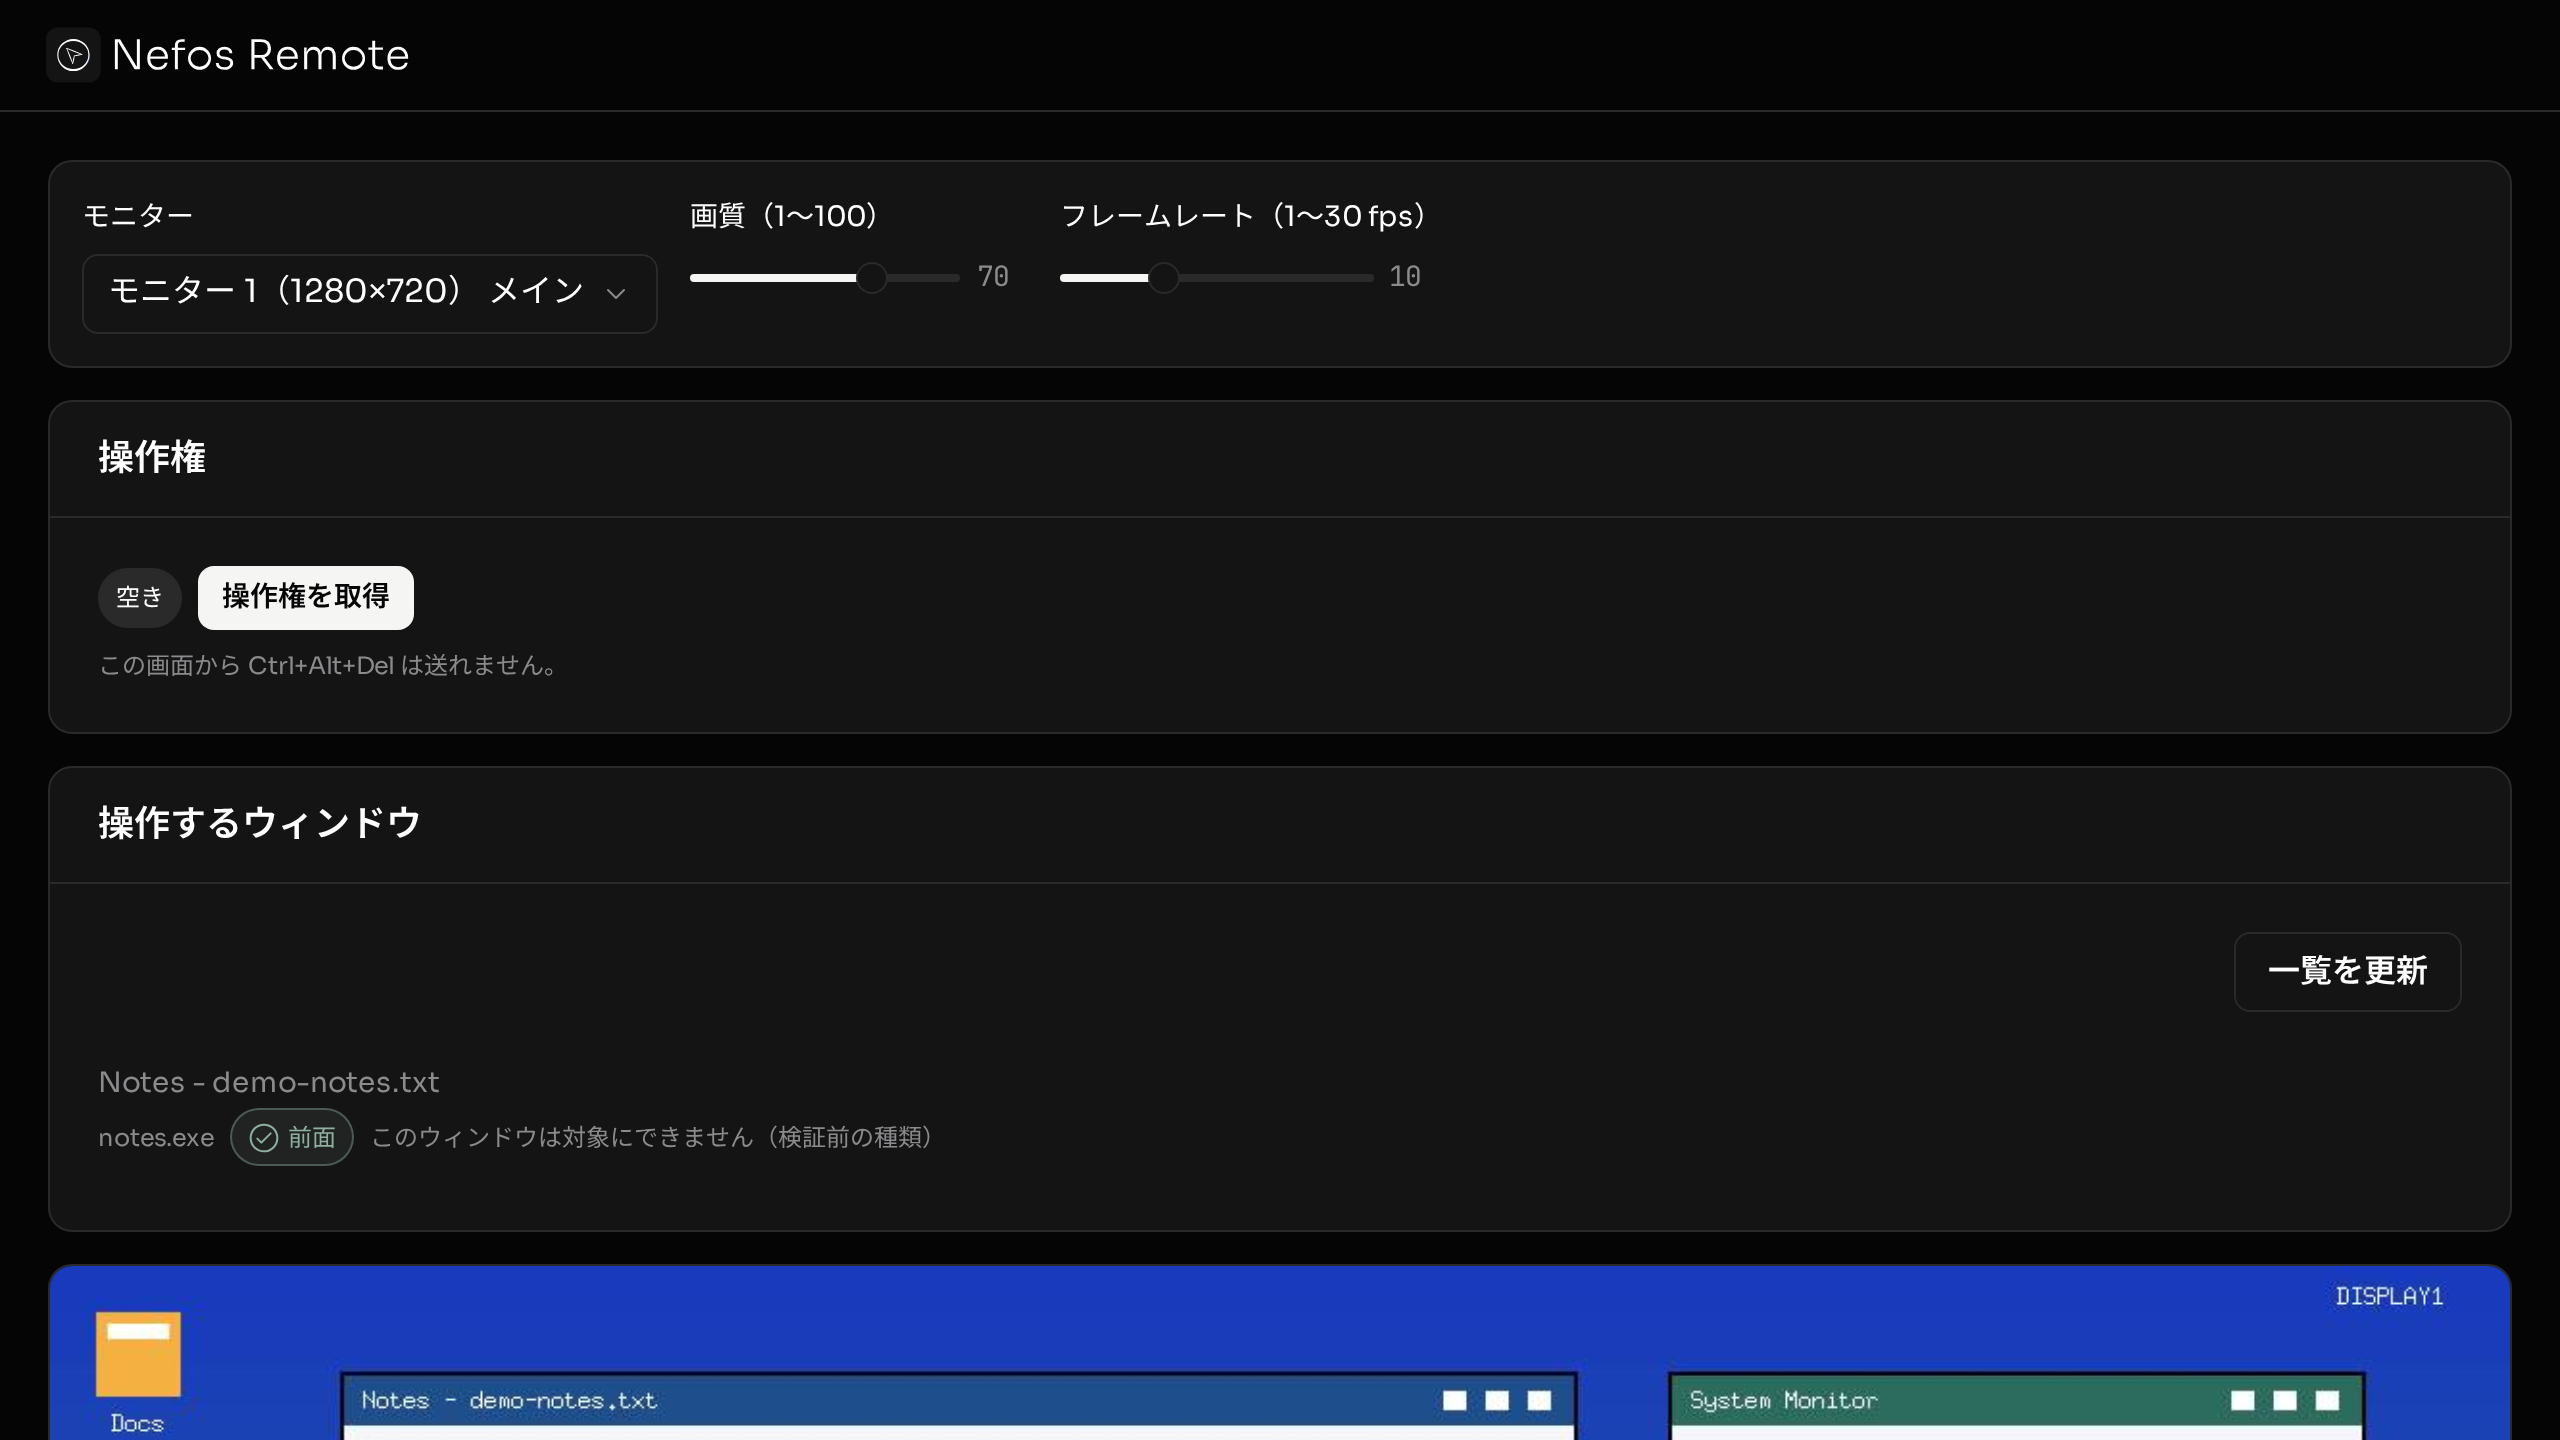 Nefos Remote
モニター
画質（1〜100）
フレームレート（1〜30 fps）
モニター 1（1280×720） メイン
70
10
操作権
空き
操作権を取得
この画面から Ctrl+Alt+Del は送れません。
操作するウィンドウ
一覧を更新
Notes - demo-notes.txt
notes.exe
前面
このウィンドウは対象にできません（検証前の種類）
DISPLAY1
Docs
Notes - demo-notes.txt
System Monitor